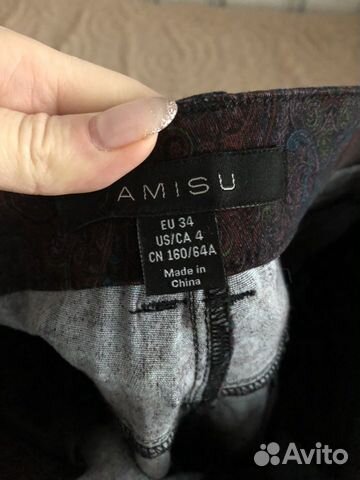 AMISU
EU 34
US/CA 4
CN 160/64A
Made in
China
Avito